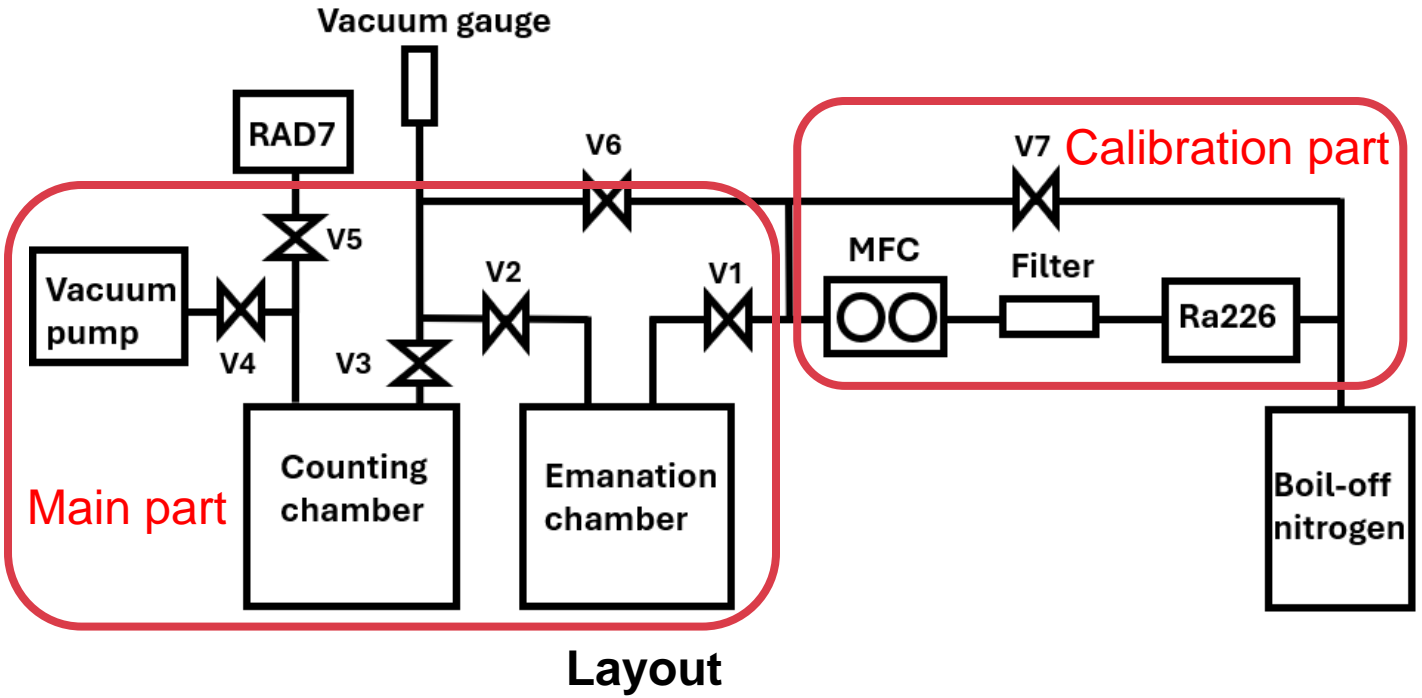 Vacuum gauge
RAD7
V6
V7
Calibration part
V5
MFC
Filter
V2
V1
Vacuum
pump
Ra226
V4
V3
Counting
chamber
Emanation
chamber
Main part
Boil-off
nitrogen
Layout